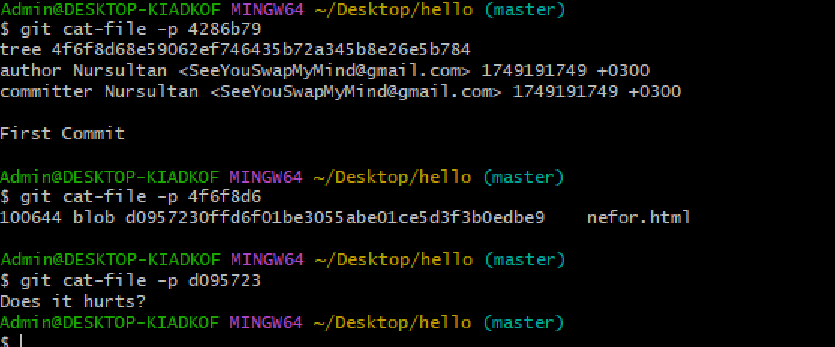 Admin@DESKTOP-KIADKOF MINGW64 ~/Desktop/hello (master)
$ git cat-file -p 4286b79
tree 4f6f8d68e59062ef746435b72a345b8e26e5b784
author Nursultan <SeeYouSwapMyMind@gmail.com> 1749191749 +0300
committer Nursultan <SeeYouSwapMyMind@gmail.com> 1749191749 +0300
First Commit
Admin@DESKTOP-KIADKOF MINGW64 ~/Desktop/hello (master)
$ git cat-file -p 4f6f8d6
100644 blob d0957230ffd6f01be3055abe01ce5d3f3b0edbe9 nefor.html
Admin@DESKTOP-KIADKOF MINGW64 ~/Desktop/hello (master)
$ git cat-file -p d095723
Does it hurts?
Admin@DESKTOP-KIADKOF MINGW64 ~/Desktop/hello (master)
$